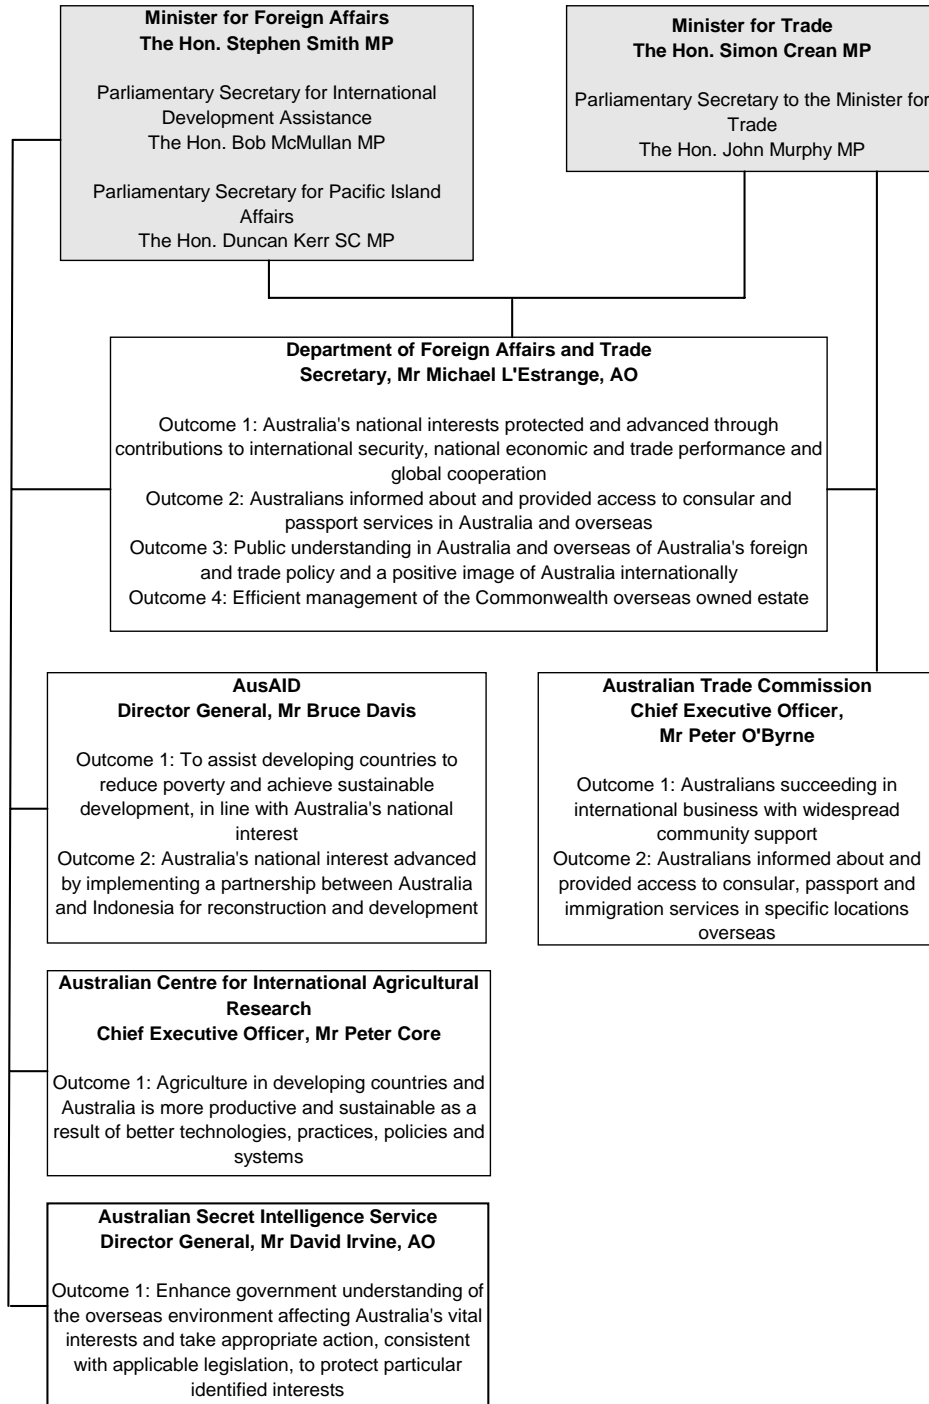 Minister for Foreign Affairs
The Hon. Stephen Smith MP
Parliamentary Secretary for International
Development Assistance
The Hon. Bob McMullan MP
Parliamentary Secretary for Pacific Island
Affairs
The Hon. Duncan Kerr SC MP
Minister for Trade
The Hon. Simon Crean MP
Parliamentary Secretary to the Minister for
Trade
The Hon. John Murphy MP
Department of Foreign Affairs and Trade
Secretary, Mr Michael L'Estrange, AO
Outcome 1: Australia's national interests protected and advanced through
contributions to international security, national economic and trade performance and
global cooperation
Outcome 2: Australians informed about and provided access to consular and
passport services in Australia and overseas
Outcome 3: Public understanding in Australia and overseas of Australia's foreign
and trade policy and a positive image of Australia internationally
Outcome 4: Efficient management of the Commonwealth overseas owned estate
AusAID
Director General, Mr Bruce Davis
Outcome 1: To assist developing countries to
reduce poverty and achieve sustainable
development, in line with Australia's national
interest
Outcome 2: Australia's national interest advanced
by implementing a partnership between Australia
and Indonesia for reconstruction and development
Australian Trade Commission
Chief Executive Officer,
Mr Peter O'Byrne
Outcome 1: Australians succeeding in
international business with widespread
community support
Outcome 2: Australians informed about and
provided access to consular, passport and
immigration services in specific locations
overseas
Australian Centre for International Agricultural
Research
Chief Executive Officer, Mr Peter Core
Outcome 1: Agriculture in developing countries and
Australia is more productive and sustainable as a
result of better technologies, practices, policies and
systems
Australian Secret Intelligence Service
Director General, Mr David Irvine, AO
Outcome 1: Enhance government understanding of
the overseas environment affecting Australia's vital
interests and take appropriate action, consistent
with applicable legislation, to protect particular
identified interests